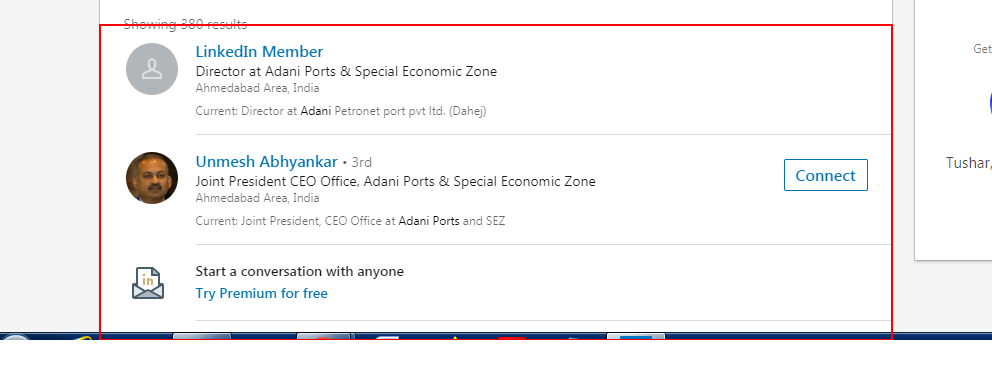 Showing 380 results
Get
LinkedIn Member
Director at Adani Ports & Special Economic Zone
Ahmedabad Area, India
Current: Director at Adani Petronet port pvt ltd. (Dahej)
Unmesh Abhyankar • 3rd
Joint President CEO Office, Adani Ports & Special Economic Zone
Ahmedabad Area, India
Current: Joint President, CEO Office at Adani Ports and SEZ
Connect
Tushar,
in
Start a conversation with anyone
Try Premium for free